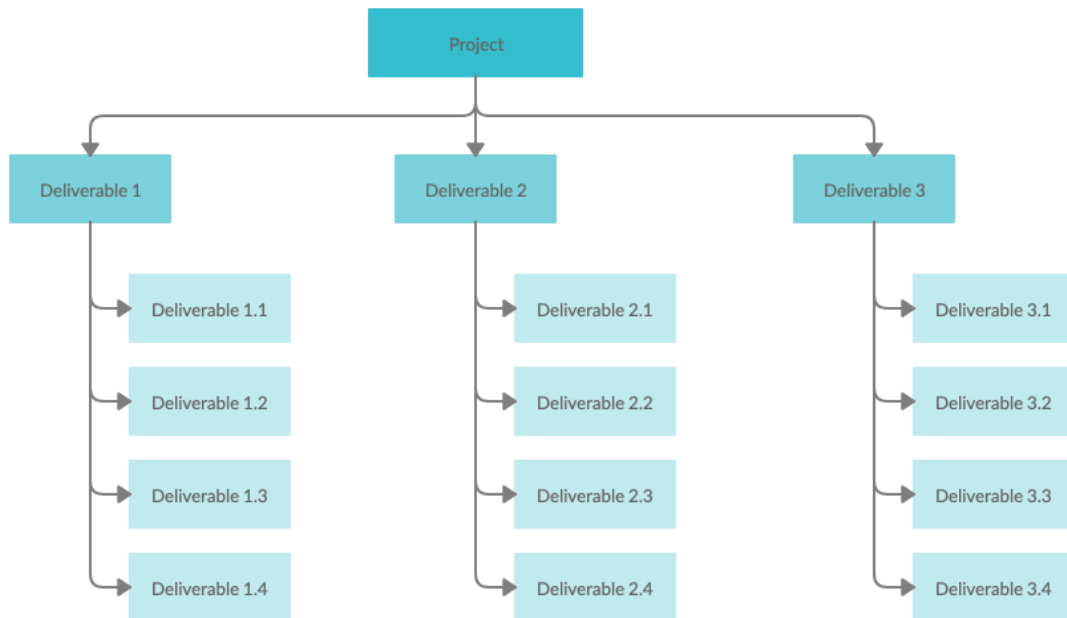 Project
Deliverable 1
Deliverable 2
Deliverable 3
Deliverable 1.1
Deliverable 2.1
Deliverable 3.1
Deliverable 1.2
Deliverable 2.2
Deliverable 3.2
Deliverable 1.3
Deliverable 2.3
Deliverable 3.3
Deliverable 1.4
Deliverable 2.4
Deliverable 3.4